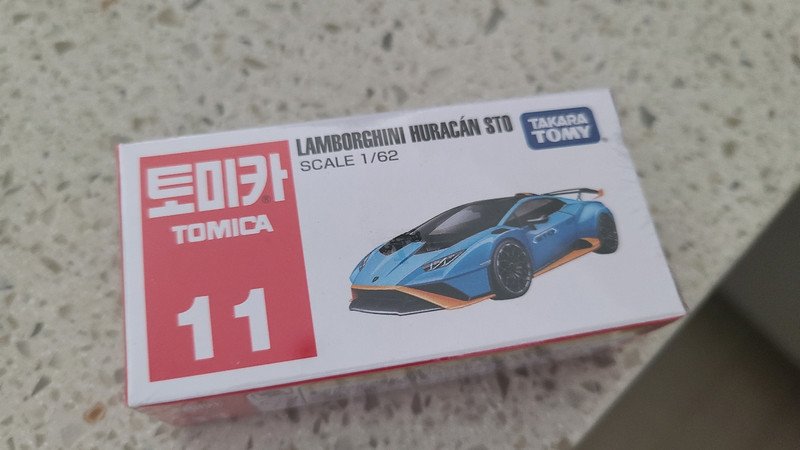 토미카®
TOMICA
11
LAMBORGHINI HURACÁN STO
SCALE 1/62
TAKARA
TOMY